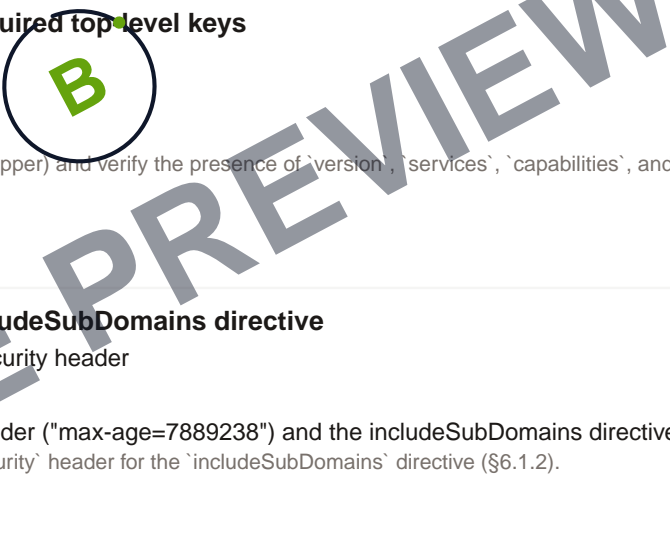 uired top-level keys
B
pper) and verify the presence of `version`, `services`, `capabilities`, and
PREVIEW
udeSubDomains directive
curity header
der ("max-age=7889238") and the includeSubDomains directive
urity` header for the `includeSubDomains` directive (§6.1.2).